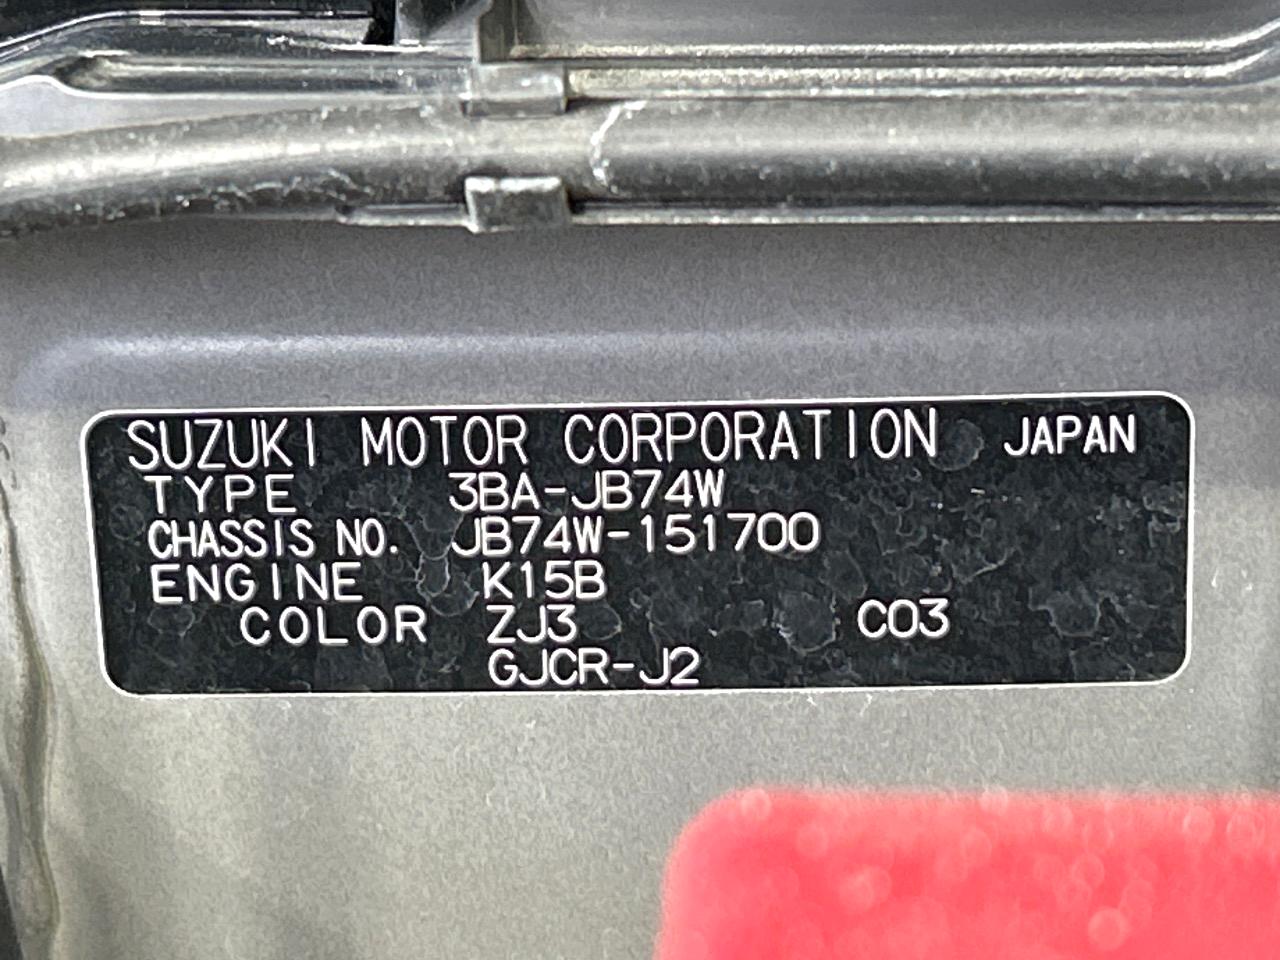 SUZUKI MOTOR CORPORATION JAPAN
TYPE 3BA-JB74W
CHASSIS NO. JB74W-151700
ENGINE K15B
COLOR ZJ3 C03
GJCR-J2